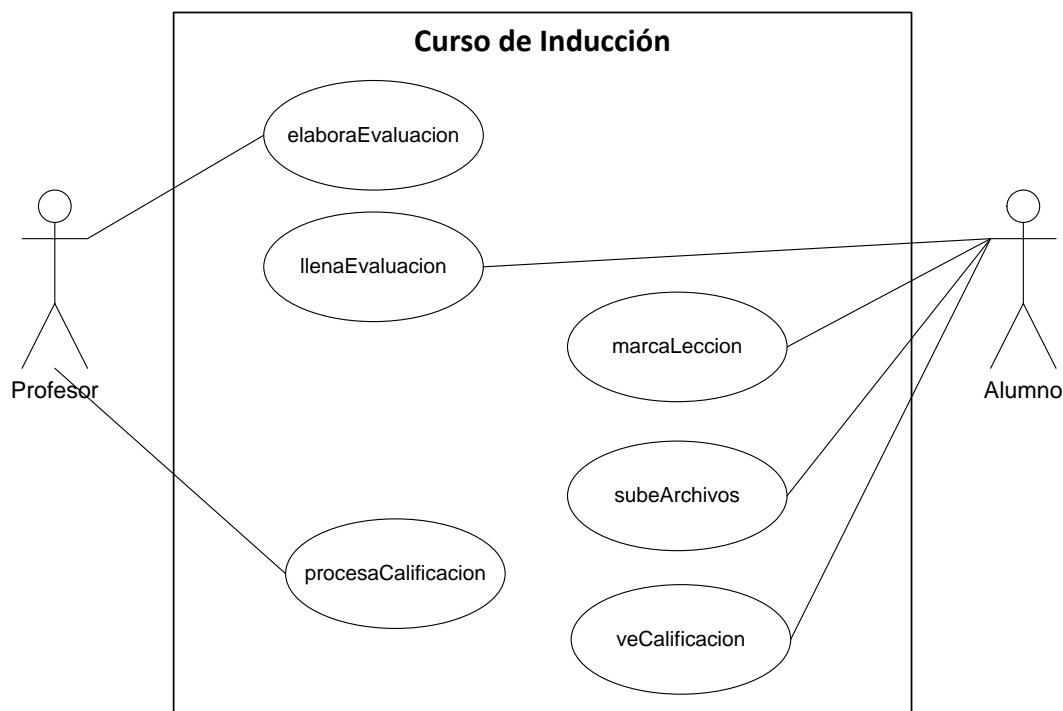 Curso de Inducción
elaboraEvaluacion
llenaEvaluacion
marcaLeccion
Profesor
Alumno
subeArchivos
procesaCalificacion
veCalificacion